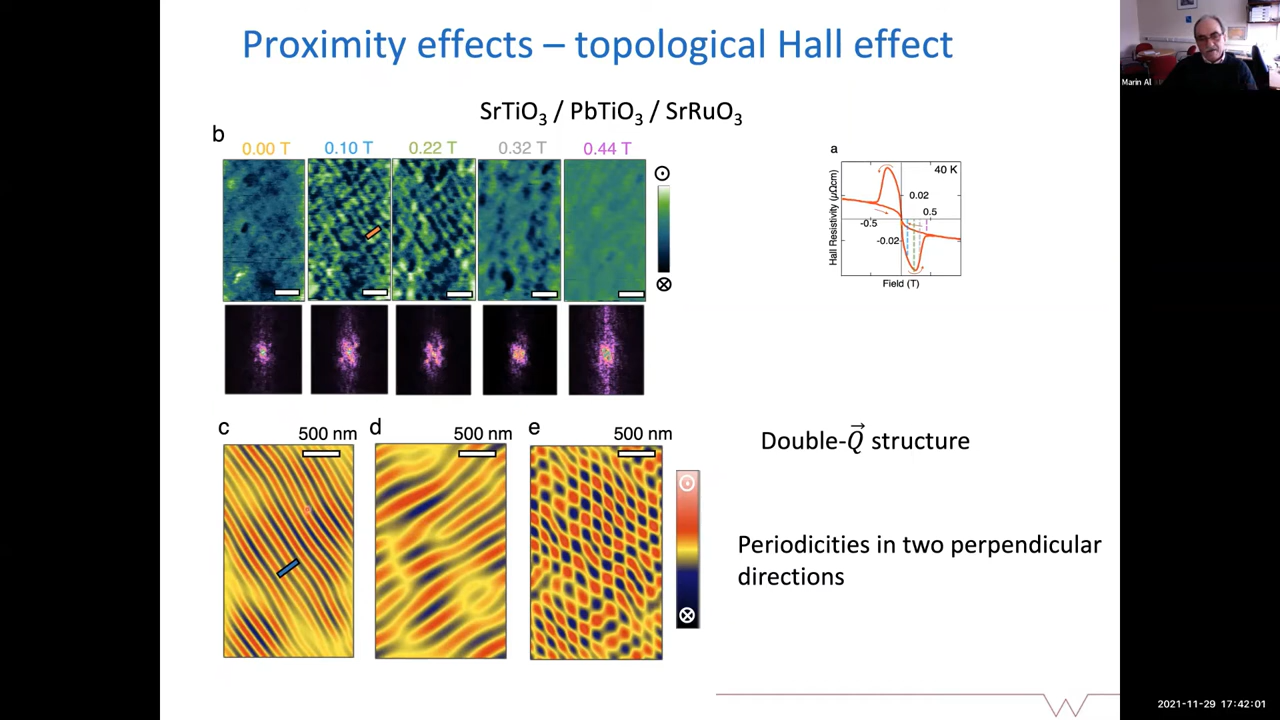 Proximity effects – topological Hall effect
Marin Al
SrTiO₃ / PbTiO₃ / SrRuO₃
b
0.00 T 0.10 T 0.22 T 0.32 T 0.44 T
a
40 K
Hall Resistivity (μΩcm)
0.02
-0.5 0.5
-0.02
Field (T)
c 500 nm d 500 nm e 500 nm
Double-Q⃗ structure
Periodicities in two perpendicular
directions
2021-11-29 17:42:01